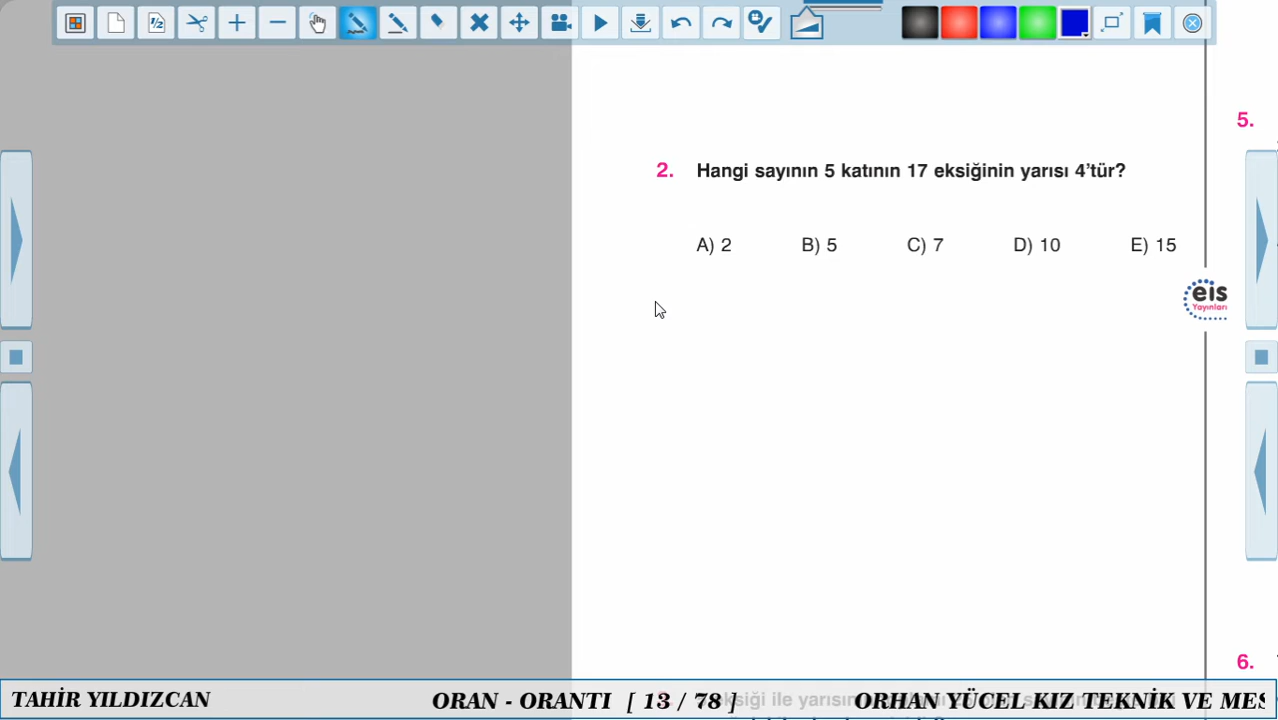 5.
2. Hangi sayının 5 katının 17 eksiğinin yarısı 4'tür?
A) 2 B) 5 C) 7 D) 10 E) 15
eis
Yayınları
6.
TAHİR YILDIZCAN ORAN - ORANTI [ 13 / 78 ] ORHAN YÜCEL KIZ TEKNİK VE MES